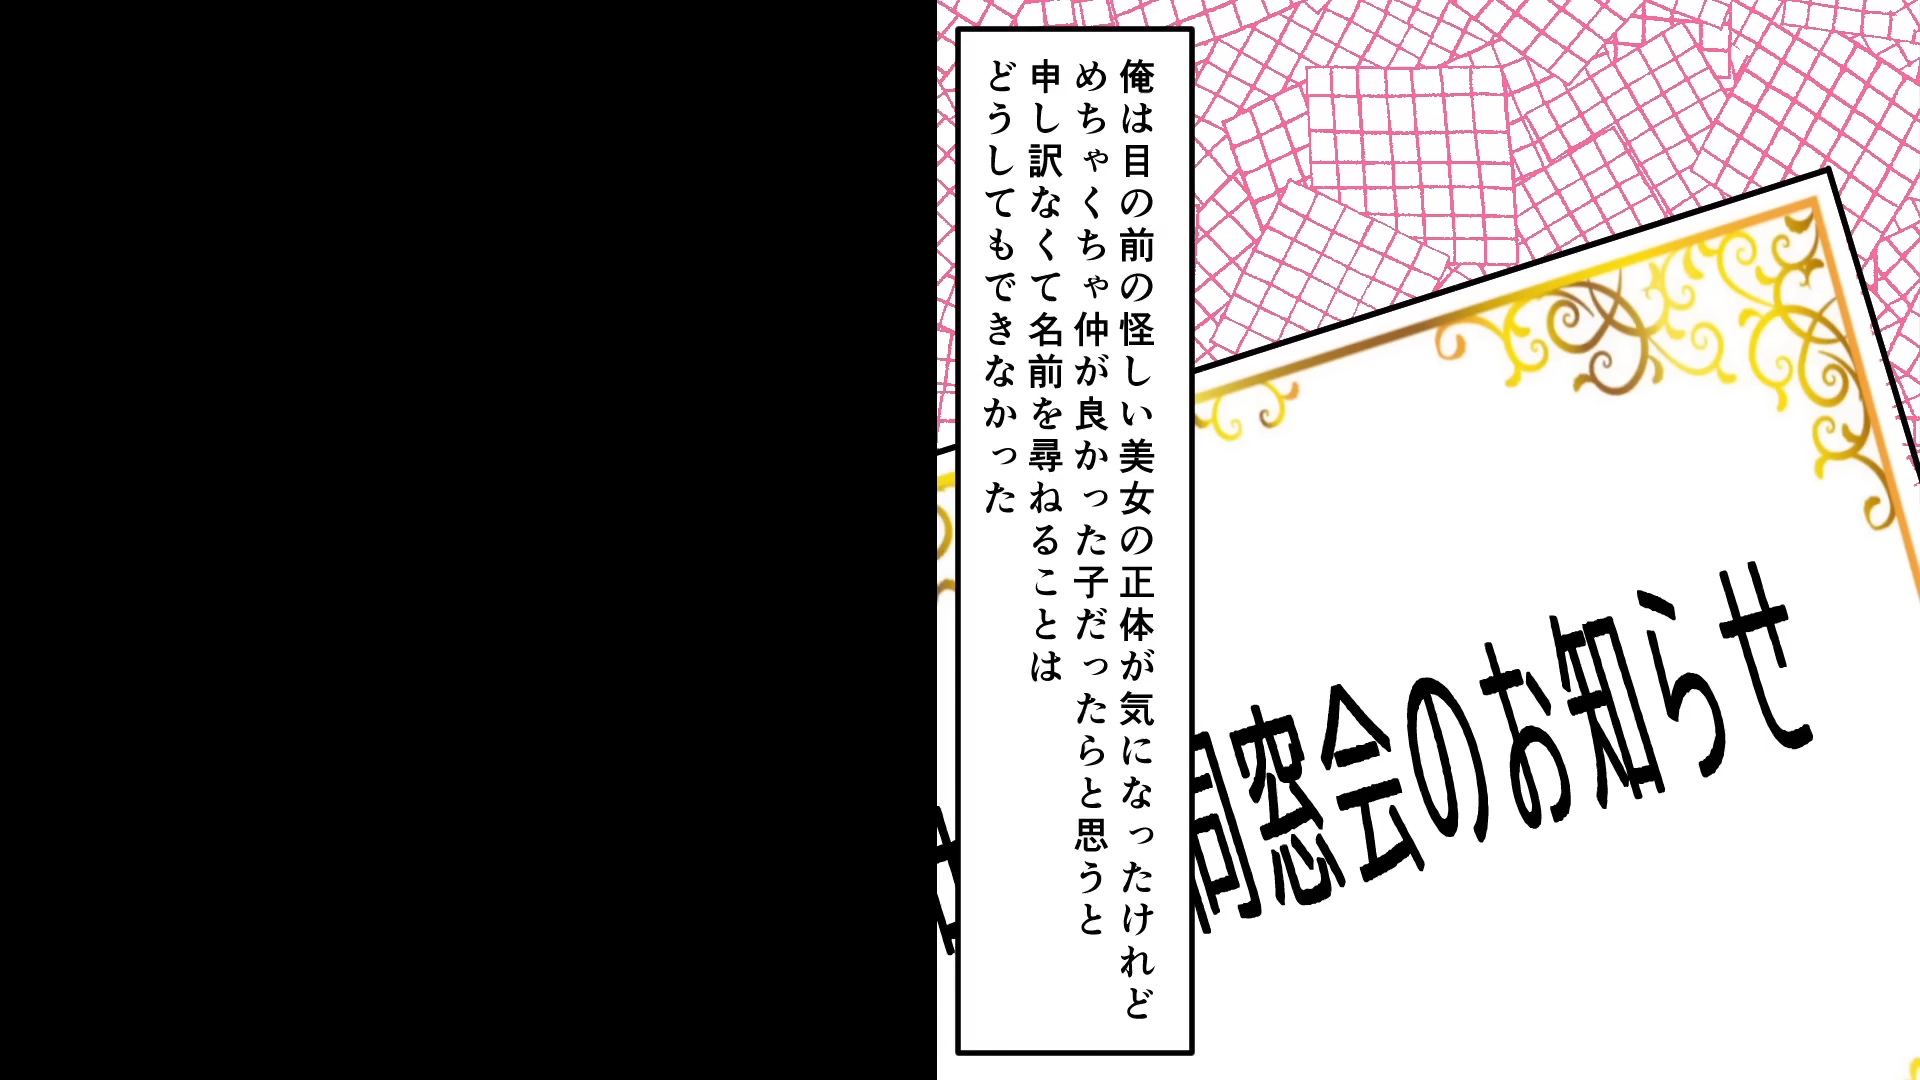 俺は目の前の怪しい美女の正体が気になったけれど
めちゃくちゃ仲が良かった子だったらと思うと
申し訳なくて名前を尋ねることは
どうしてもできなかった
同窓会のお知らせ